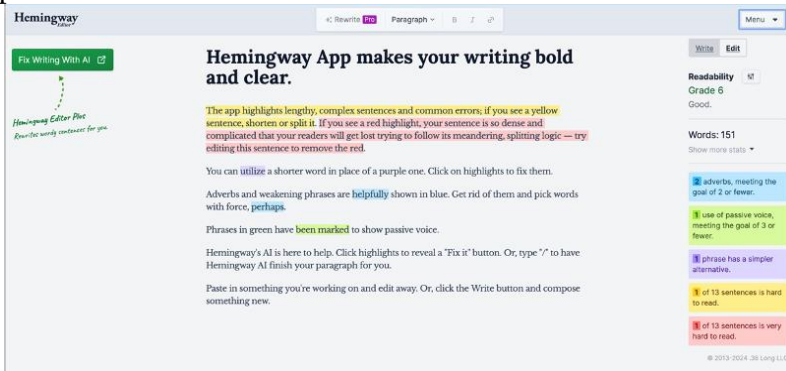 Hemingway
Editor
Rewrite Pro Paragraph B I
Menu
Fix Writing With AI
Hemingway Editor Plus
Rewrites wordy sentences for you.
Hemingway App makes your writing bold
and clear.
The app highlights lengthy, complex sentences and common errors; if you see a yellow
sentence, shorten or split it. If you see a red highlight, your sentence is so dense and
complicated that your readers will get lost trying to follow its meandering, splitting logic — try
editing this sentence to remove the red.
You can utilize a shorter word in place of a purple one. Click on highlights to fix them.
Adverbs and weakening phrases are helpfully shown in blue. Get rid of them and pick words
with force, perhaps.
Phrases in green have been marked to show passive voice.
Hemingway's AI is here to help. Click highlights to reveal a "Fix it" button. Or, type "/" to have
Hemingway AI finish your paragraph for you.
Paste in something you're working on and edit away. Or, click the Write button and compose
something new.
Write Edit
Readability
Grade 6
Good.
Words: 151
Show more stats
2 adverbs, meeting the
goal of 2 or fewer.
1 use of passive voice,
meeting the goal of 3 or
fewer.
1 phrase has a simpler
alternative.
1 of 13 sentences is hard
to read.
1 of 13 sentences is very
hard to read.
© 2013-2024 .38 Long LLC